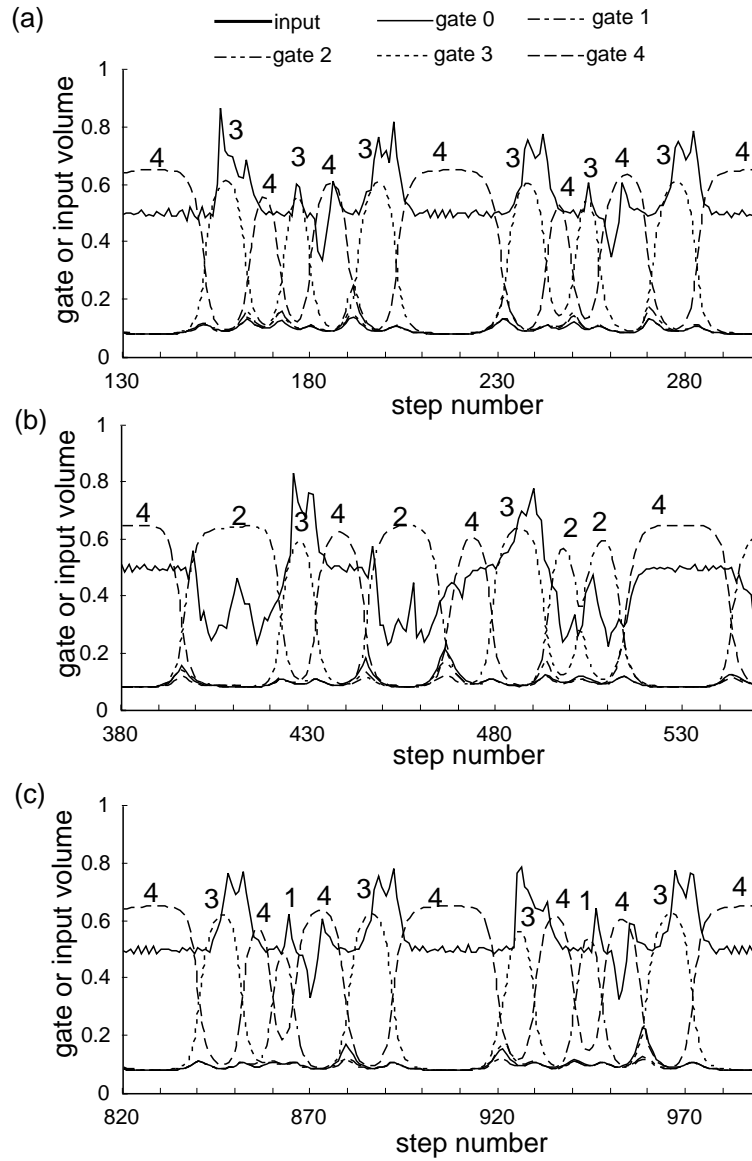 (a)
input gate 0 gate 1
gate 2 gate 3 gate 4
1
0.8
0.6
0.4
0.2
0
gate or input volume
4 3 4 3 4 3 4 3 4 3 4 3 4
130 180 230 280
step number
(b)
1
0.8
0.6
0.4
0.2
0
gate or input volume
4 2 3 4 2 4 3 2 2 4
380 430 480 530
step number
(c)
1
0.8
0.6
0.4
0.2
0
gate or input volume
4 3 4 1 4 3 4 3 4 1 4 3 4
820 870 920 970
step number